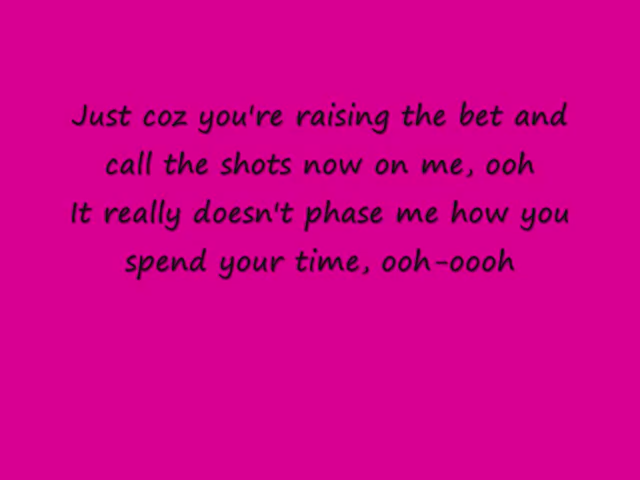 Just coz you're raising the bet and
call the shots now on me, ooh
It really doesn't phase me how you
spend your time, ooh-oooh